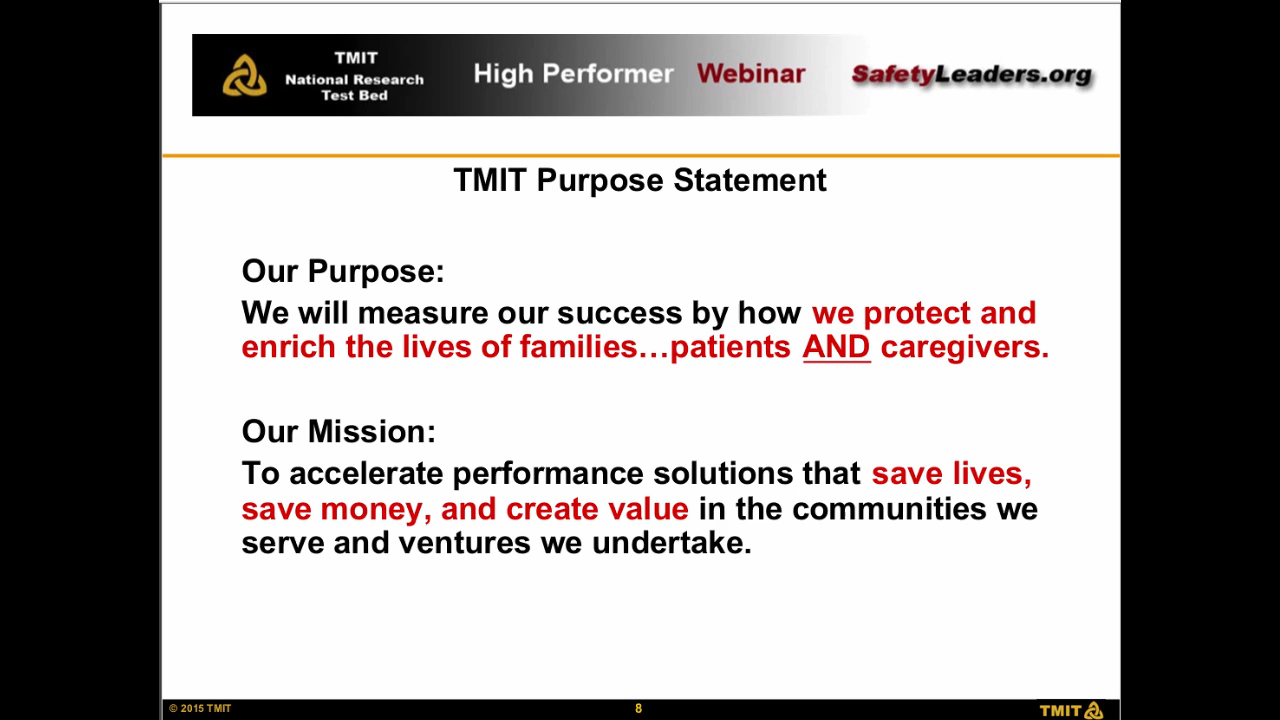 TMIT
National Research
Test Bed
High Performer Webinar
SafetyLeaders.org
TMIT Purpose Statement
Our Purpose:
We will measure our success by how we protect and
enrich the lives of families…patients AND caregivers.
Our Mission:
To accelerate performance solutions that save lives,
save money, and create value in the communities we
serve and ventures we undertake.
© 2015 TMIT
8
TMIT